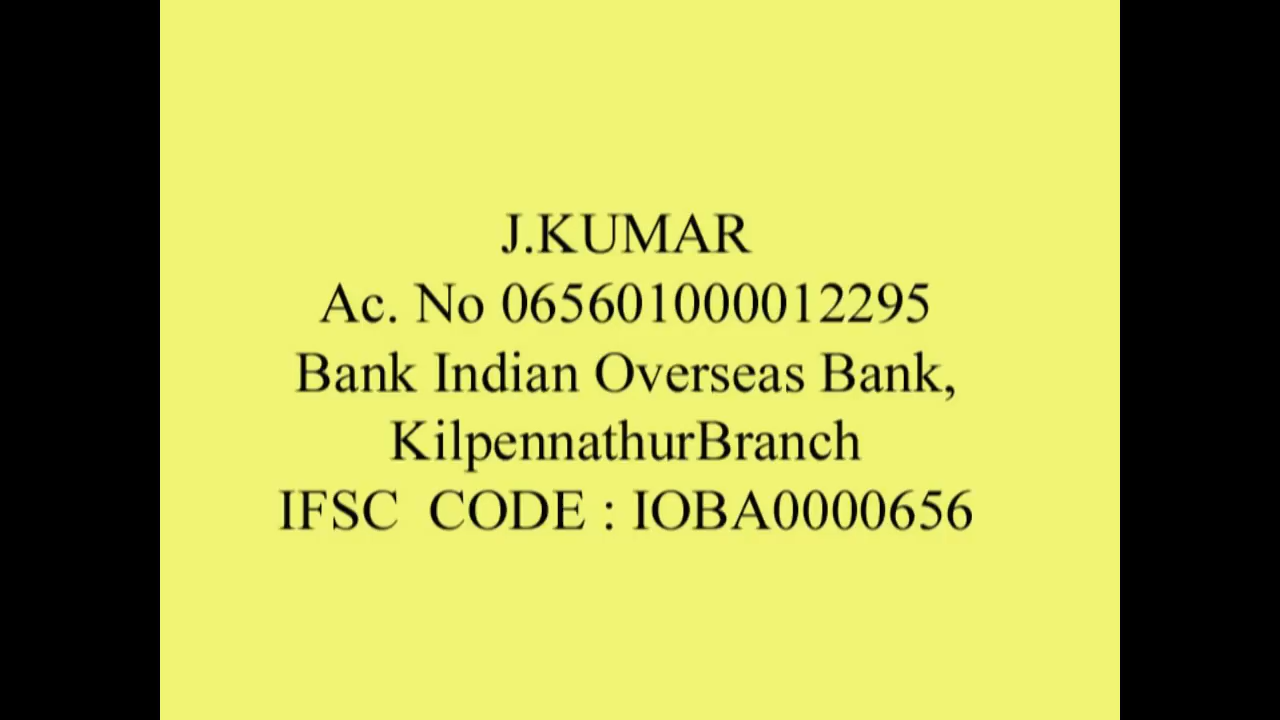 J.KUMAR
Ac. No 065601000012295
Bank Indian Overseas Bank,
KilpennathurBranch
IFSC  CODE : IOBA0000656